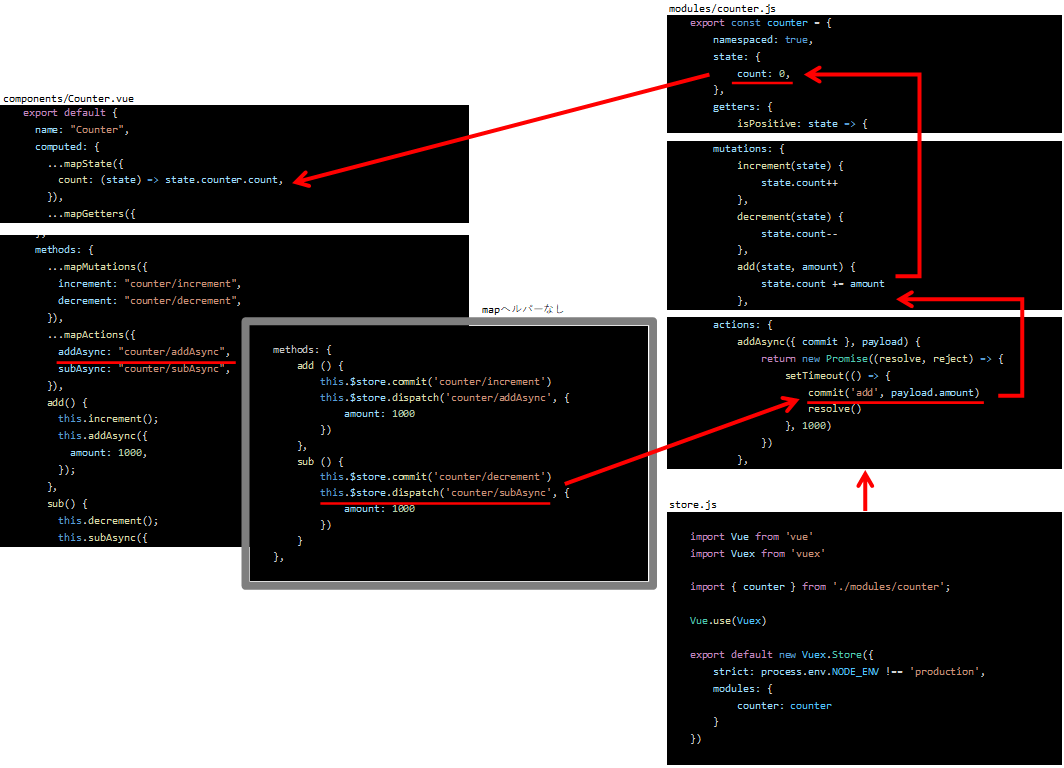 components/Counter.vue
export default {
name: "Counter",
computed: {
...mapState({
count: (state) => state.counter.count,
}),
...mapGetters({
methods: {
...mapMutations({
increment: "counter/increment",
decrement: "counter/decrement",
}),
...mapActions({
addAsync: "counter/addAsync",
subAsync: "counter/subAsync",
}),
add() {
this.increment();
this.addAsync({
amount: 1000,
});
},
sub() {
this.decrement();
this.subAsync({
mapヘルパーなし
methods: {
add () {
this.$store.commit('counter/increment')
this.$store.dispatch('counter/addAsync', {
amount: 1000
})
},
sub () {
this.$store.commit('counter/decrement')
this.$store.dispatch('counter/subAsync', {
amount: 1000
})
}
},
modules/counter.js
export const counter = {
namespaced: true,
state: {
count: 0,
},
getters: {
isPositive: state => {
mutations: {
increment(state) {
state.count++
},
decrement(state) {
state.count--
},
add(state, amount) {
state.count += amount
},
actions: {
addAsync({ commit }, payload) {
return new Promise((resolve, reject) => {
setTimeout(() => {
commit('add', payload.amount)
resolve()
}, 1000)
})
},
store.js
import Vue from 'vue'
import Vuex from 'vuex'
import { counter } from './modules/counter';
Vue.use(Vuex)
export default new Vuex.Store({
strict: process.env.NODE_ENV !== 'production',
modules: {
counter: counter
}
})